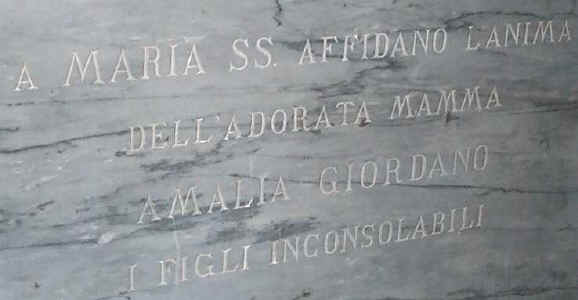 A MARIA SS. AFFIDANO L'ANIMA
DELL'ADORATA MAMMA
AMALIA GIORDANO
I FIGLI INCONSOLABILI